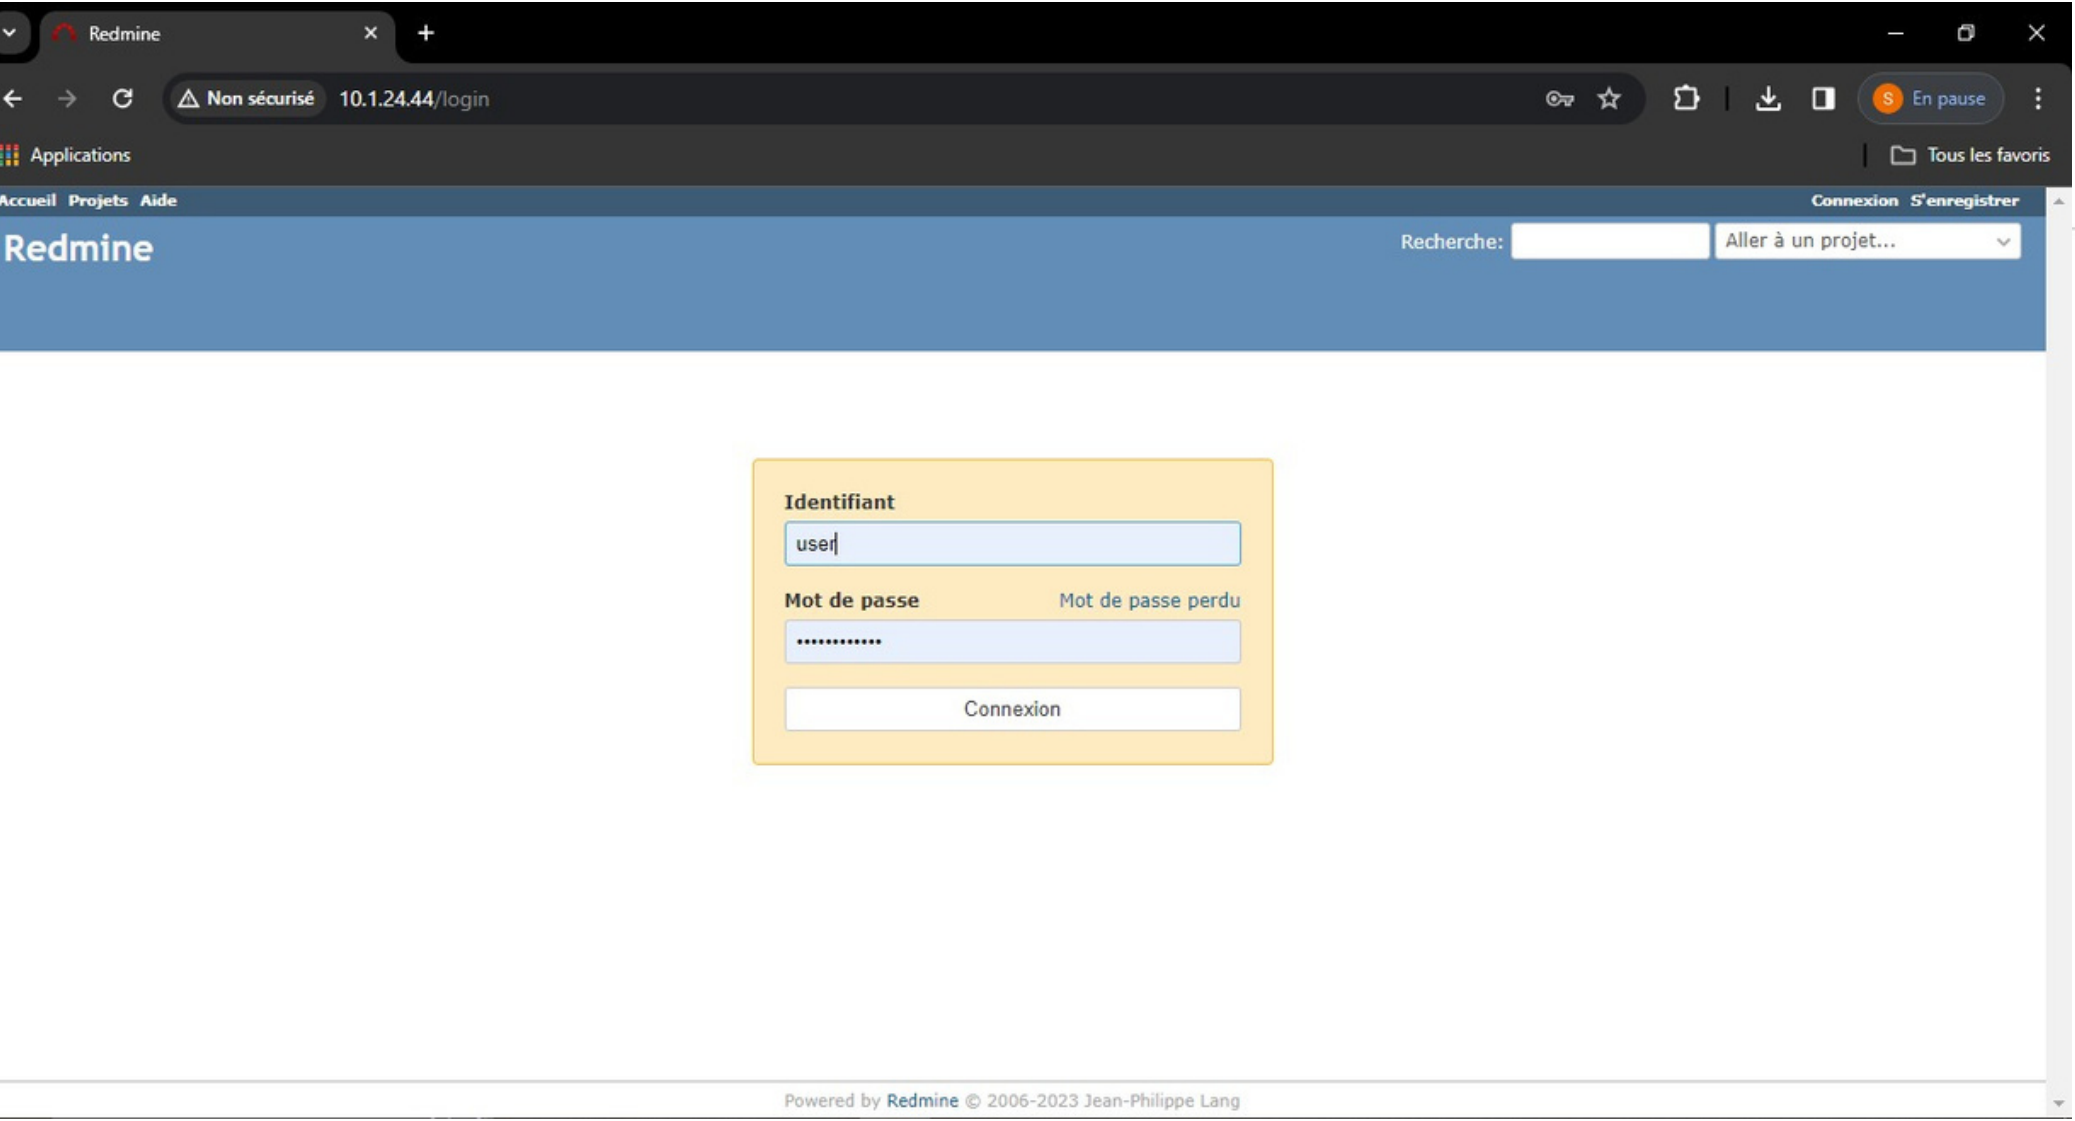 Redmine
Non sécurisé 10.1.24.44/login
S En pause
Applications
Tous les favoris
Accueil Projets Aide
Connexion S'enregistrer
Redmine
Recherche:
Aller à un projet...
Identifiant
user
Mot de passe
Mot de passe perdu
••••••••••••
Connexion
Powered by Redmine © 2006-2023 Jean-Philippe Lang